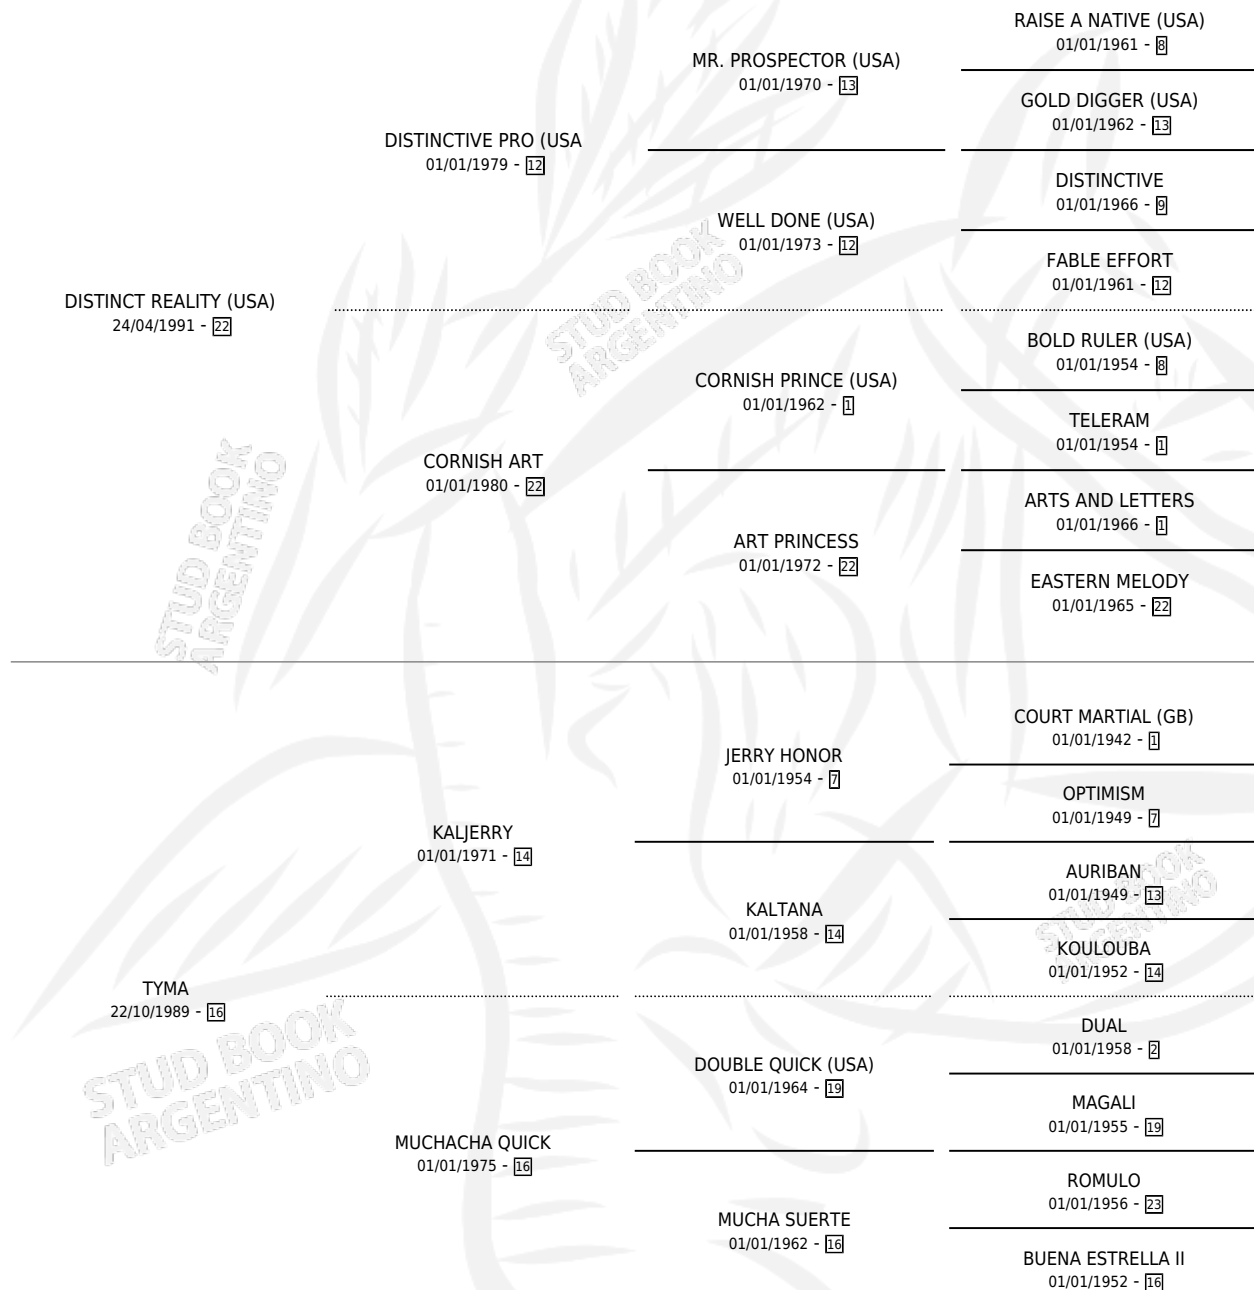 RAISE A NATIVE (USA)
01/01/1961 - 8
MR. PROSPECTOR (USA)
01/01/1970 - 13
GOLD DIGGER (USA)
01/01/1962 - 13
DISTINCTIVE PRO (USA
01/01/1979 - 12
DISTINCTIVE
01/01/1966 - 9
WELL DONE (USA)
01/01/1973 - 12
FABLE EFFORT
01/01/1961 - 12
DISTINCT REALITY (USA)
24/04/1991 - 22
BOLD RULER (USA)
01/01/1954 - 8
CORNISH PRINCE (USA)
01/01/1962 - 1
TELERAM
01/01/1954 - 1
CORNISH ART
01/01/1980 - 22
ARTS AND LETTERS
01/01/1966 - 1
ART PRINCESS
01/01/1972 - 22
EASTERN MELODY
01/01/1965 - 22
STUD BOOK
ARGENTINO
STUD BOOK
ARGENTINO
COURT MARTIAL (GB)
01/01/1942 - 1
JERRY HONOR
01/01/1954 - 7
OPTIMISM
01/01/1949 - 7
KALJERRY
01/01/1971 - 14
AURIBAN
01/01/1949 - 13
KALTANA
01/01/1958 - 14
KOULOUBA
01/01/1952 - 14
TYMA
22/10/1989 - 16
DUAL
01/01/1958 - 2
DOUBLE QUICK (USA)
01/01/1964 - 19
MAGALI
01/01/1955 - 19
MUCHACHA QUICK
01/01/1975 - 16
ROMULO
01/01/1956 - 23
MUCHA SUERTE
01/01/1962 - 16
BUENA ESTRELLA II
01/01/1952 - 16
STUD BOOK
ARGENTINO
STUD BOOK
ARGENTINO